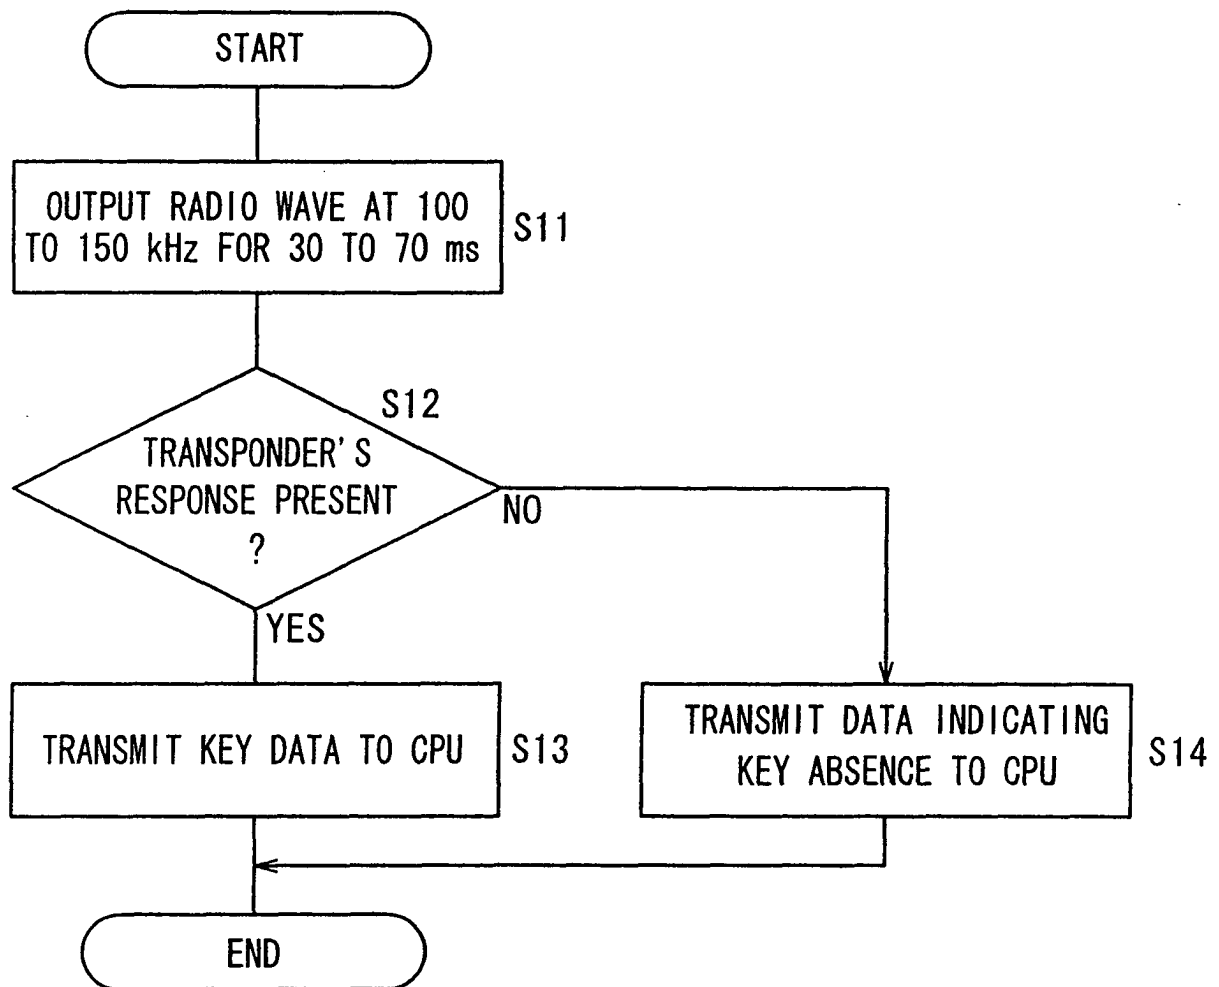 START
OUTPUT RADIO WAVE AT 100
TO 150 kHz FOR 30 TO 70 ms
S11
S12
TRANSPONDER'S
RESPONSE PRESENT
?
NO
YES
TRANSMIT KEY DATA TO CPU
S13
TRANSMIT DATA INDICATING
KEY ABSENCE TO CPU
S14
END